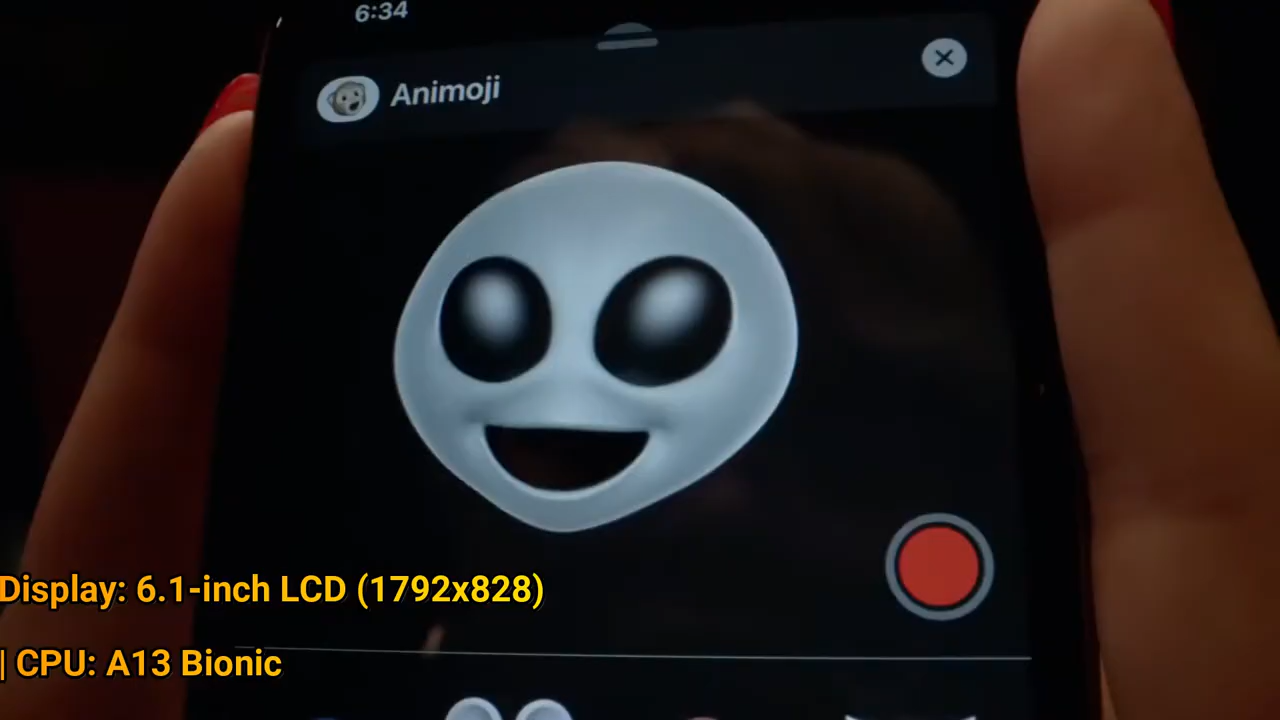 6:34
Animoji
Display: 6.1-inch LCD (1792x828)
| CPU: A13 Bionic